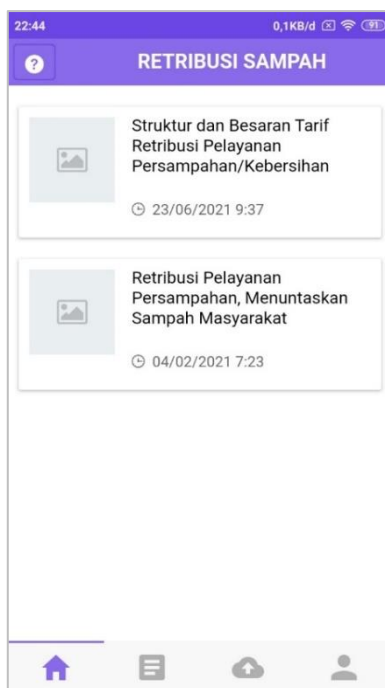 22:44 0,1KB/d 91
? RETRIBUSI SAMPAH
Struktur dan Besaran Tarif
Retribusi Pelayanan
Persampahan/Kebersihan
23/06/2021 9:37
Retribusi Pelayanan
Persampahan, Menuntaskan
Sampah Masyarakat
04/02/2021 7:23